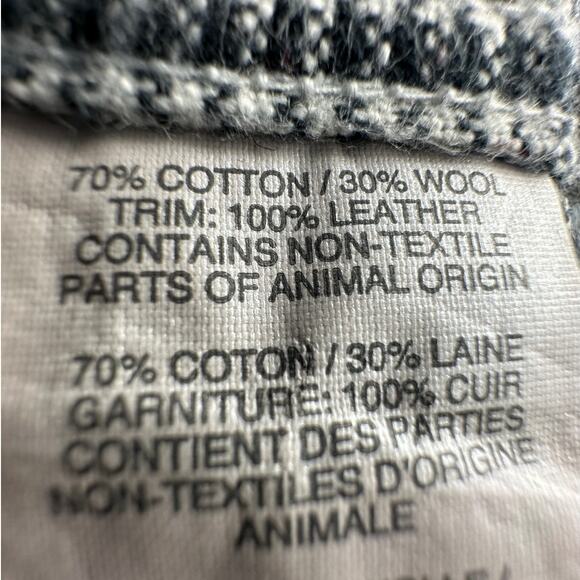 70% COTTON / 30% WOOL
TRIM: 100% LEATHER
CONTAINS NON-TEXTILE
PARTS OF ANIMAL ORIGIN
70% COTON / 30% LAINE
GARNITURE: 100% CUIR
CONTIENT DES PARTIES
NON-TEXTILES D'ORIGINE
ANIMALE